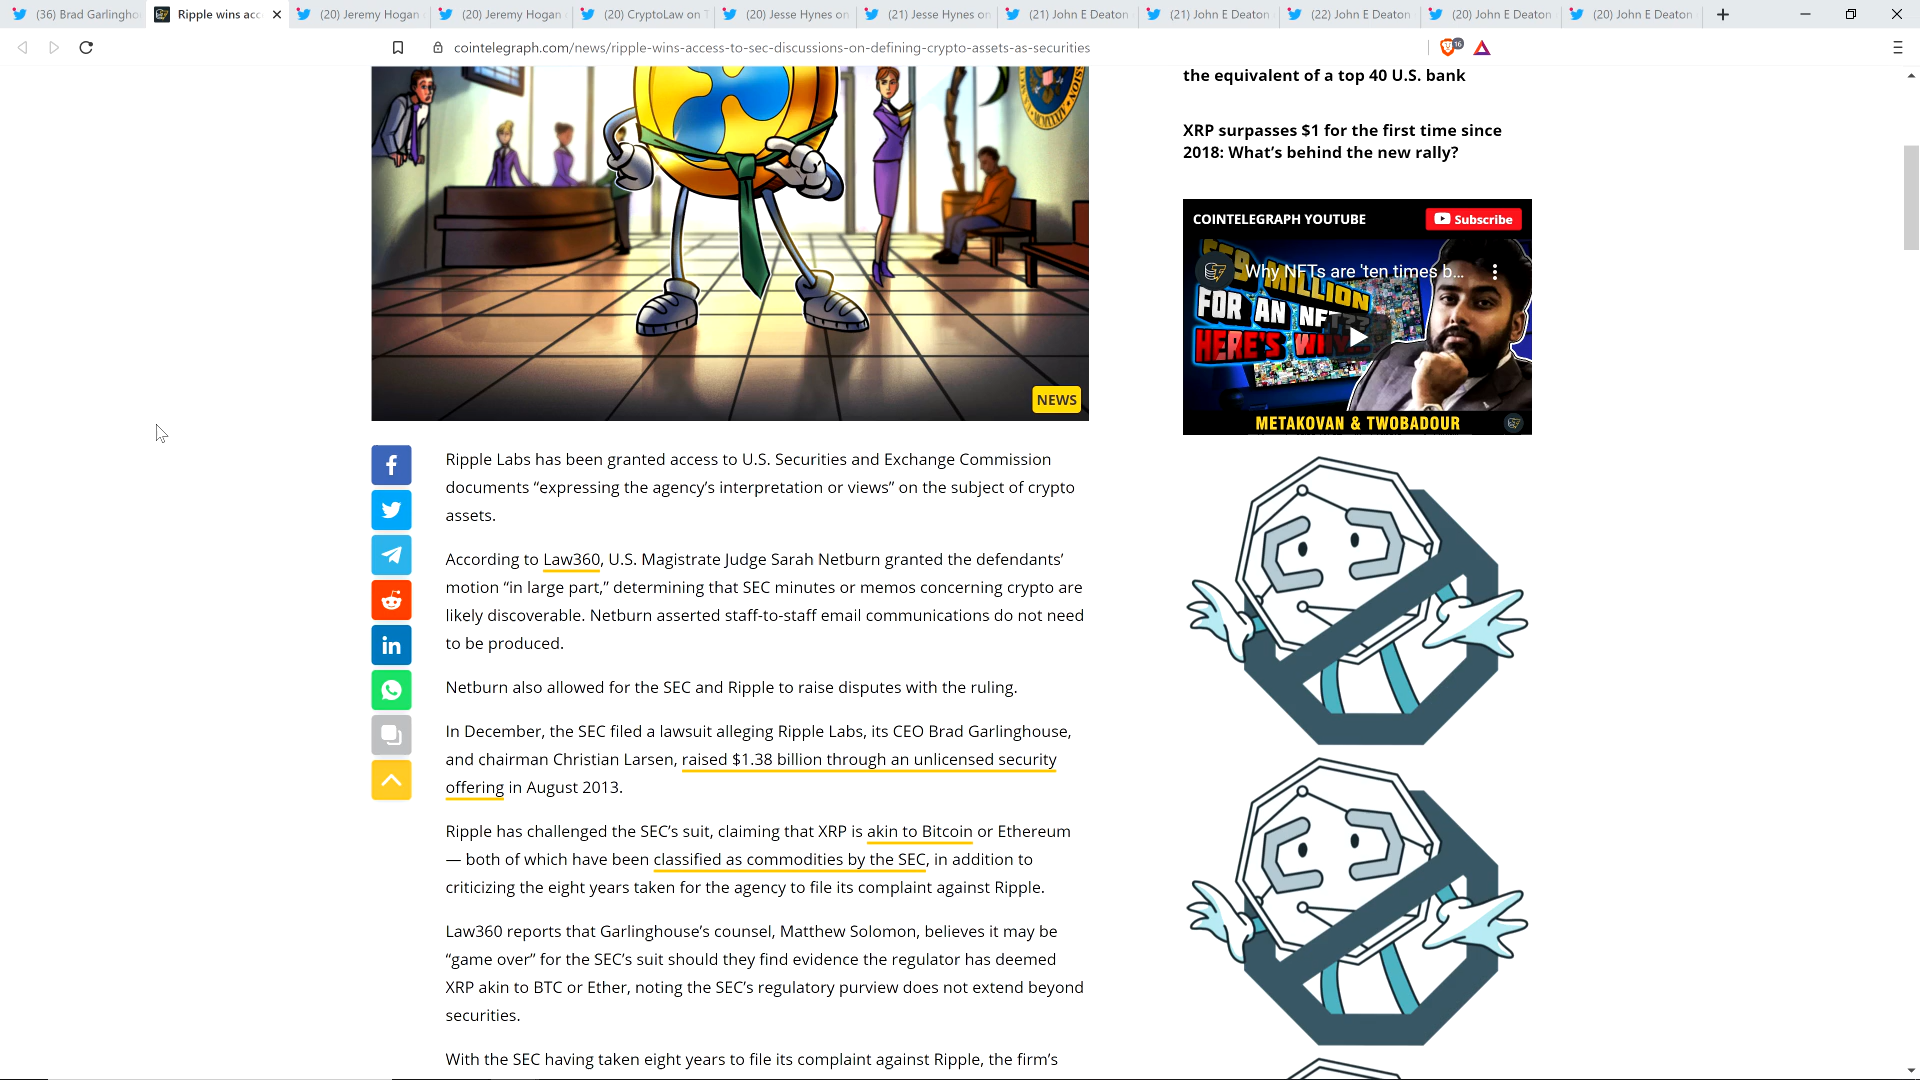 (36) Brad Garlingho
Ripple wins acc
(20) Jeremy Hogan
(20) Jeremy Hogan
(20) CryptoLaw on T
(20) Jesse Hynes on
(21) Jesse Hynes on
(21) John E Deaton
(21) John E Deaton
(22) John E Deaton
(20) John E Deaton
(20) John E Deaton
cointelegraph.com/news/ripple-wins-access-to-sec-discussions-on-defining-crypto-assets-as-securities
16
NEWS
Ripple Labs has been granted access to U.S. Securities and Exchange Commission
documents “expressing the agency’s interpretation or views” on the subject of crypto
assets.
According to Law360, U.S. Magistrate Judge Sarah Netburn granted the defendants’
motion “in large part,” determining that SEC minutes or memos concerning crypto are
likely discoverable. Netburn asserted staff-to-staff email communications do not need
to be produced.
Netburn also allowed for the SEC and Ripple to raise disputes with the ruling.
In December, the SEC filed a lawsuit alleging Ripple Labs, its CEO Brad Garlinghouse,
and chairman Christian Larsen, raised $1.38 billion through an unlicensed security
offering in August 2013.
Ripple has challenged the SEC’s suit, claiming that XRP is akin to Bitcoin or Ethereum
— both of which have been classified as commodities by the SEC, in addition to
criticizing the eight years taken for the agency to file its complaint against Ripple.
Law360 reports that Garlinghouse’s counsel, Matthew Solomon, believes it may be
“game over” for the SEC’s suit should they find evidence the regulator has deemed
XRP akin to BTC or Ether, noting the SEC’s regulatory purview does not extend beyond
securities.
With the SEC having taken eight years to file its complaint against Ripple, the firm’s
the equivalent of a top 40 U.S. bank
XRP surpasses $1 for the first time since
2018: What’s behind the new rally?
COINTELEGRAPH YOUTUBE
Subscribe
Why NFTs are 'ten times b...
MILLION
FOR AN NFT
HERE'S
METAKOVAN & TWOBADOUR